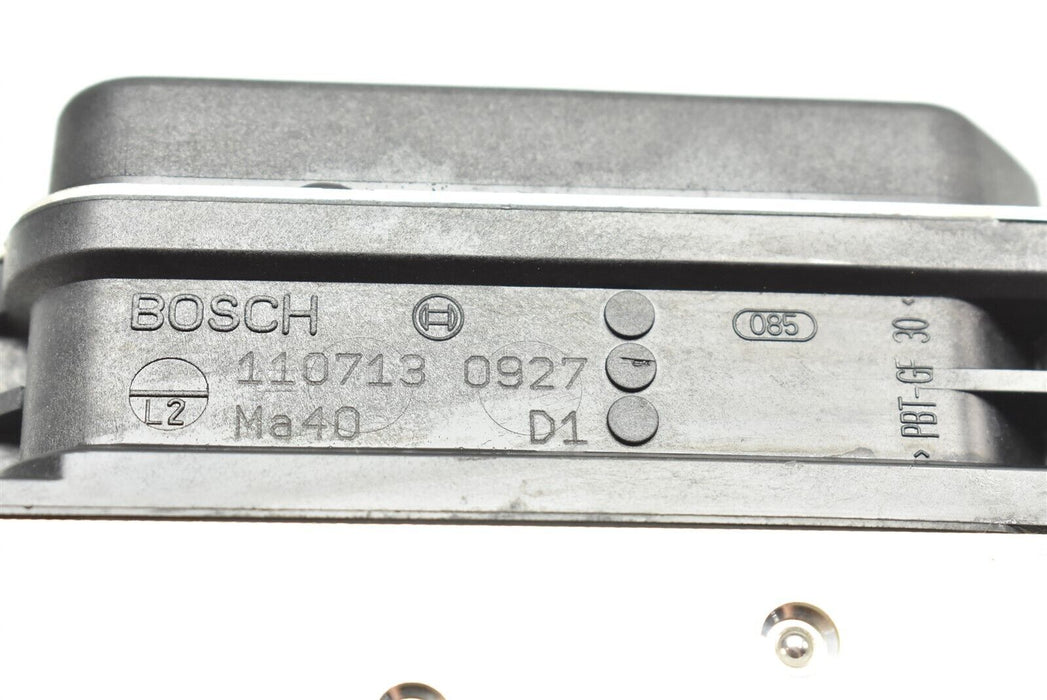 BOSCH
085
110713 0927
L2
Ma40 D1
>PBT-GF 30<